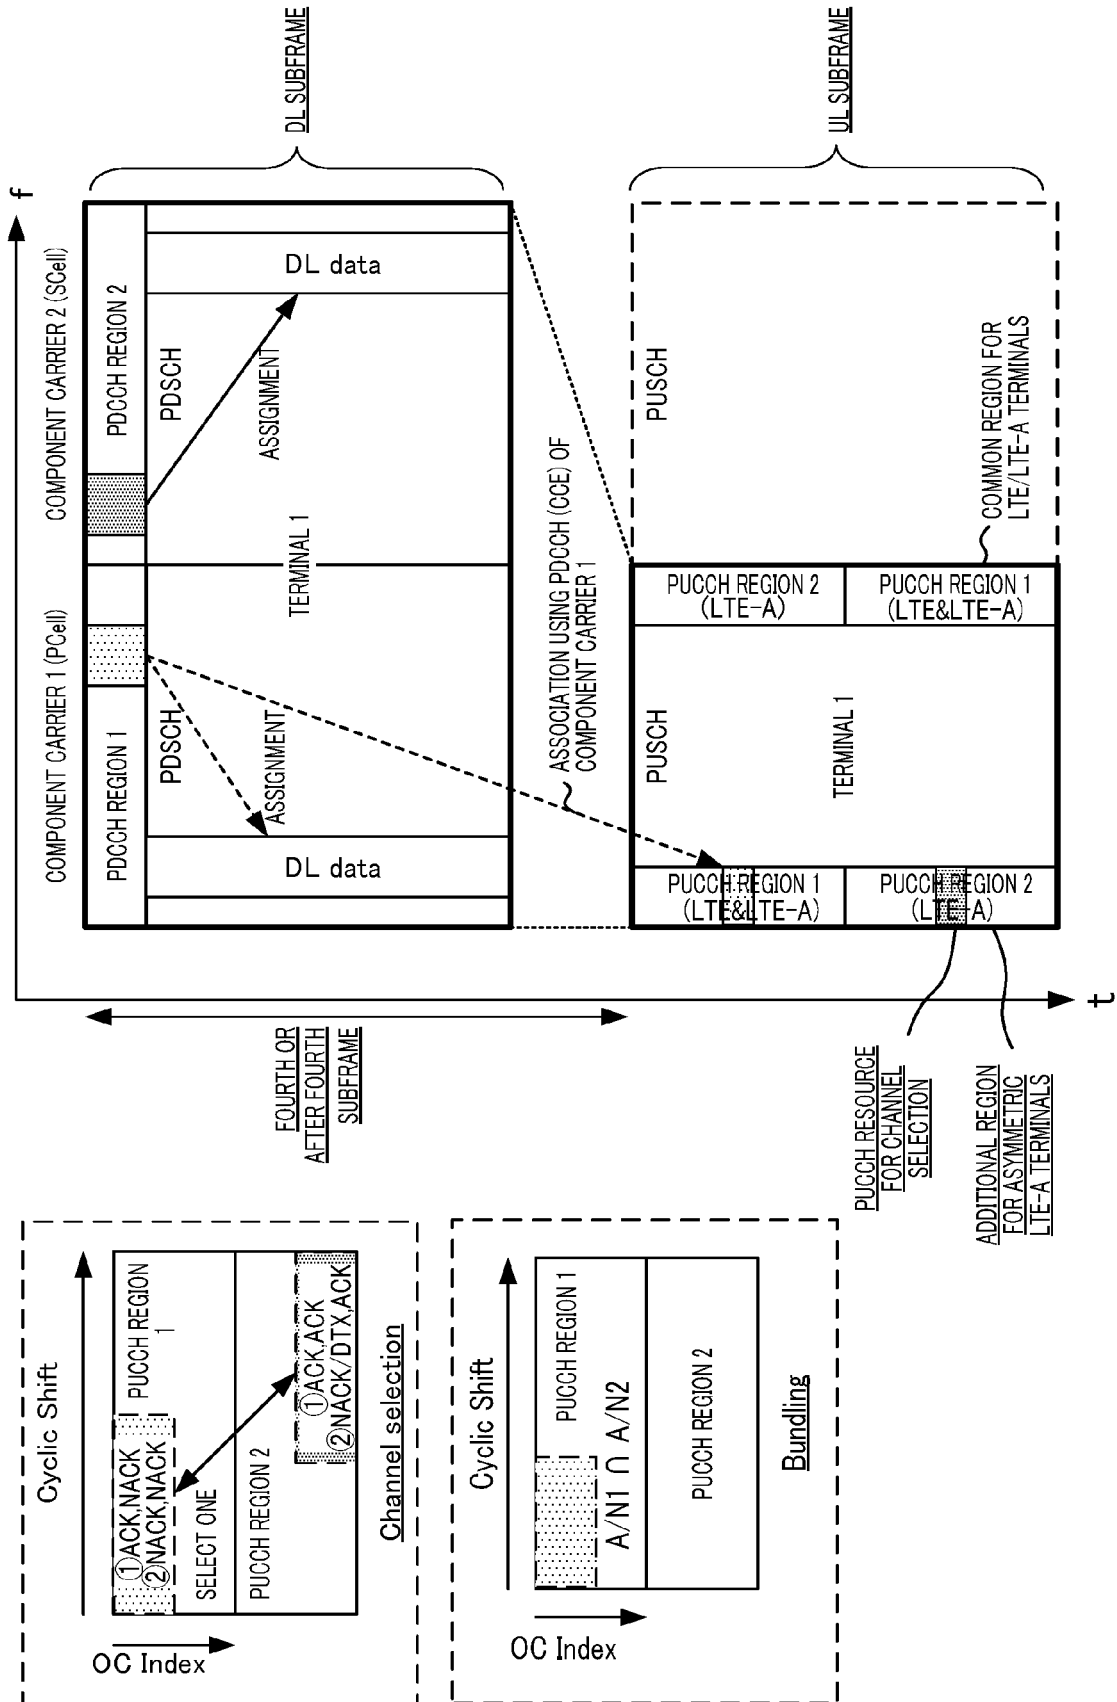 f
t
COMPONENT CARRIER 1 (PCell)
COMPONENT CARRIER 2 (SCell)
PDCCH REGION 1
PDCCH REGION 2
PDSCH
PDSCH
ASSIGNMENT
ASSIGNMENT
DL data
TERMINAL 1
DL data
DL SUBFRAME
FOURTH OR
AFTER FOURTH
SUBFRAME
ASSOCIATION USING PDCCH (CCE) OF
COMPONENT CARRIER 1
PUCCH REGION 1
(LTE&LTE-A)
PUCCH REGION 2
(LTE-A)
PUSCH
TERMINAL 1
PUCCH REGION 2
(LTE-A)
PUCCH REGION 1
(LTE&LTE-A)
PUSCH
UL SUBFRAME
COMMON REGION FOR
LTE/LTE-A TERMINALS
PUCCH RESOURCE
FOR CHANNEL
SELECTION
ADDITIONAL REGION
FOR ASYMMETRIC
LTE-A TERMINALS
Cyclic Shift
OC Index
①ACK,NACK
②NACK,NACK
PUCCH REGION
1
SELECT ONE
PUCCH REGION 2
①ACK,ACK
②NACK/DTX,ACK
Channel selection
Cyclic Shift
OC Index
PUCCH REGION 1
A/N1 ∩ A/N2
PUCCH REGION 2
Bundling